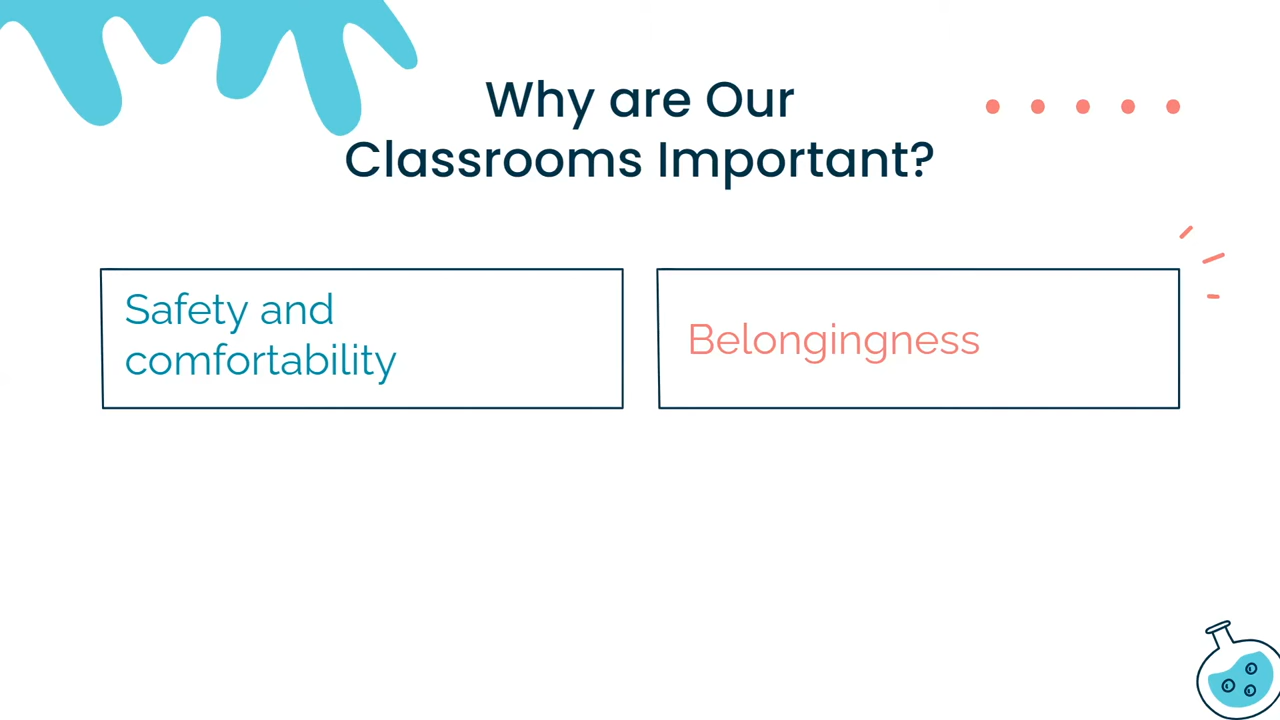 Why are Our
Classrooms Important?
Safety and
comfortability
Belongingness